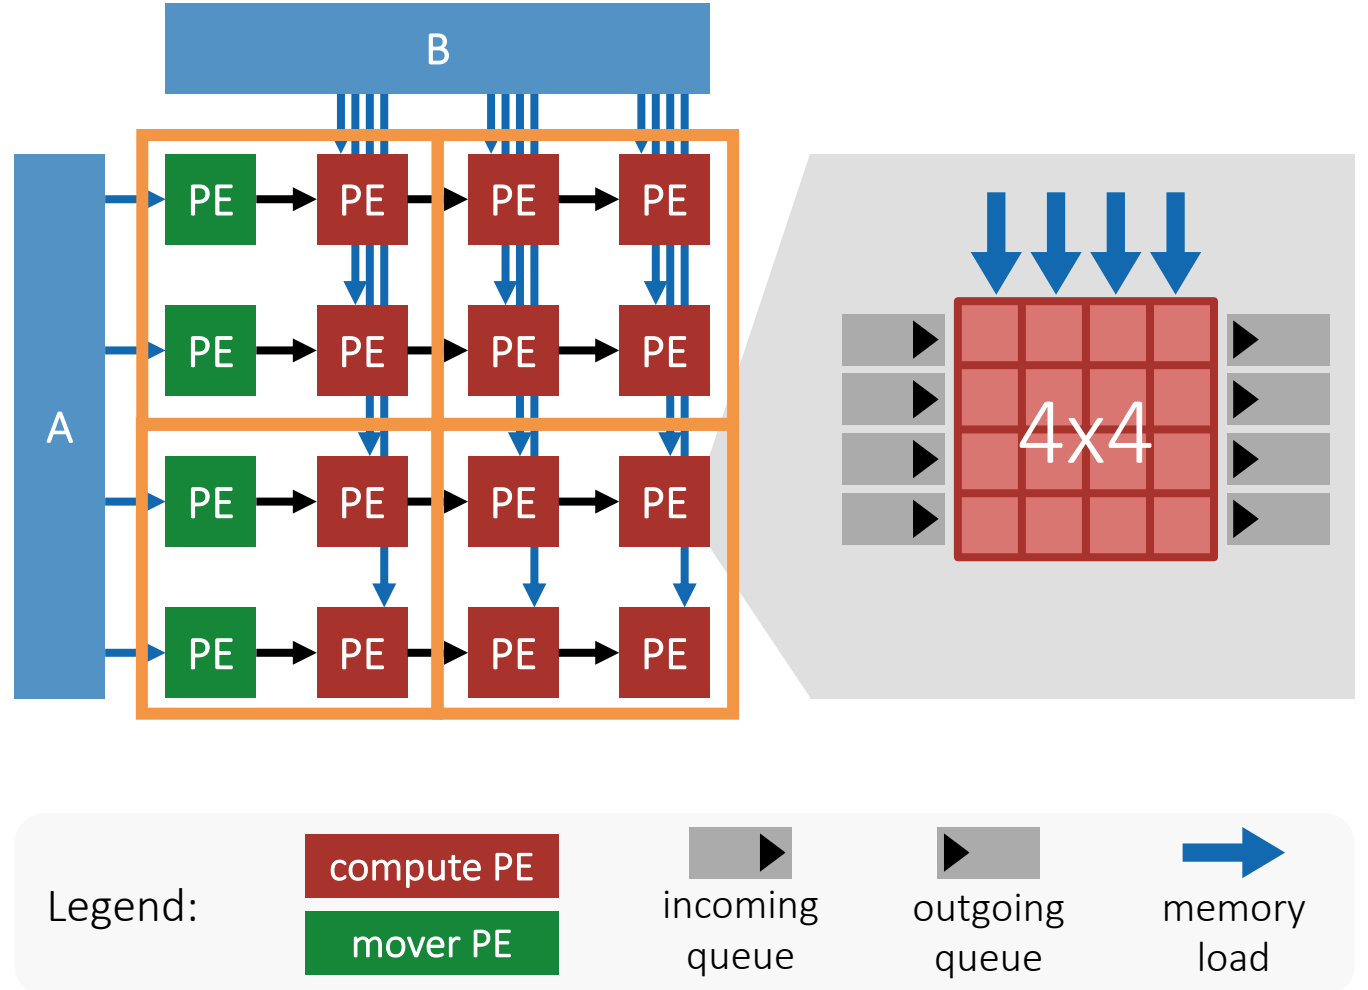 B
A
PE PE PE PE
PE PE PE PE
PE PE PE PE
PE PE PE PE
4x4
Legend:
compute PE
mover PE
incoming
queue
outgoing
queue
memory
load